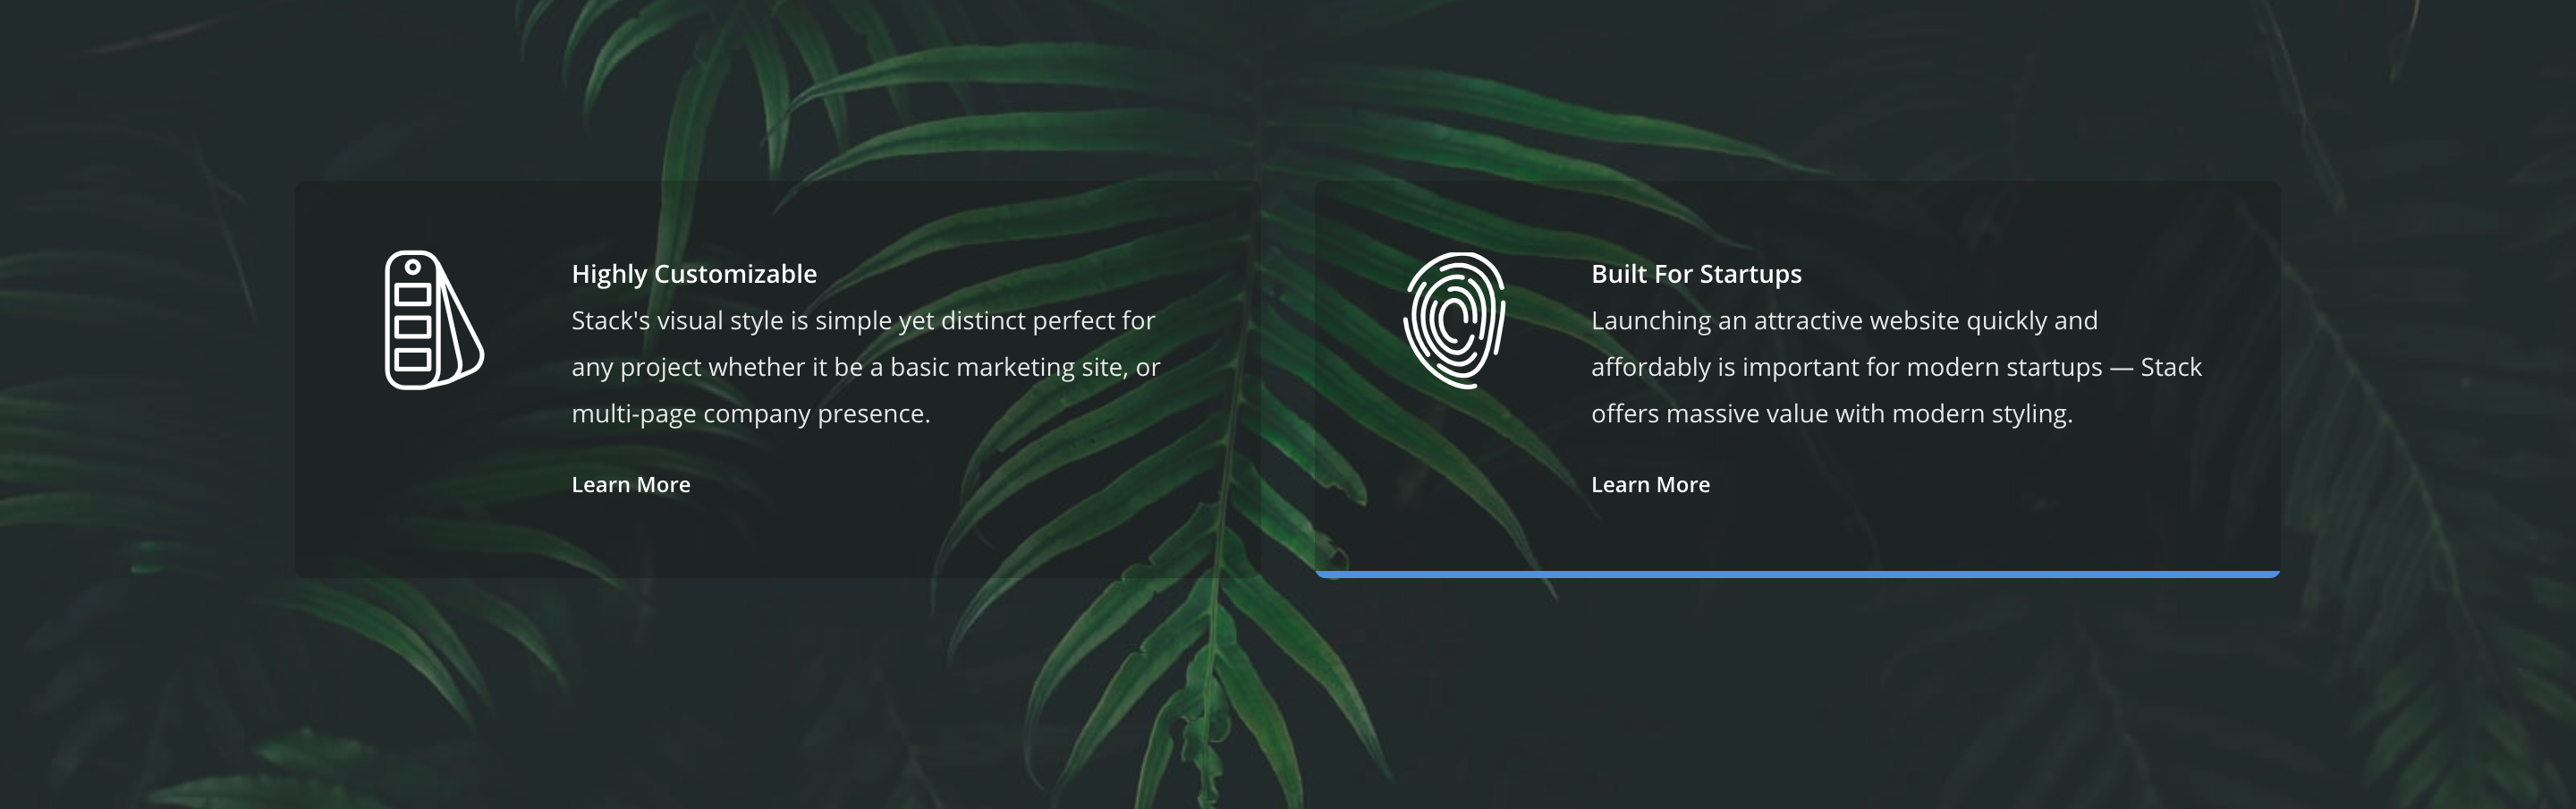 Highly Customizable
Stack's visual style is simple yet distinct perfect for
any project whether it be a basic marketing site, or
multi-page company presence.
Learn More
Built For Startups
Launching an attractive website quickly and
affordably is important for modern startups — Stack
offers massive value with modern styling.
Learn More